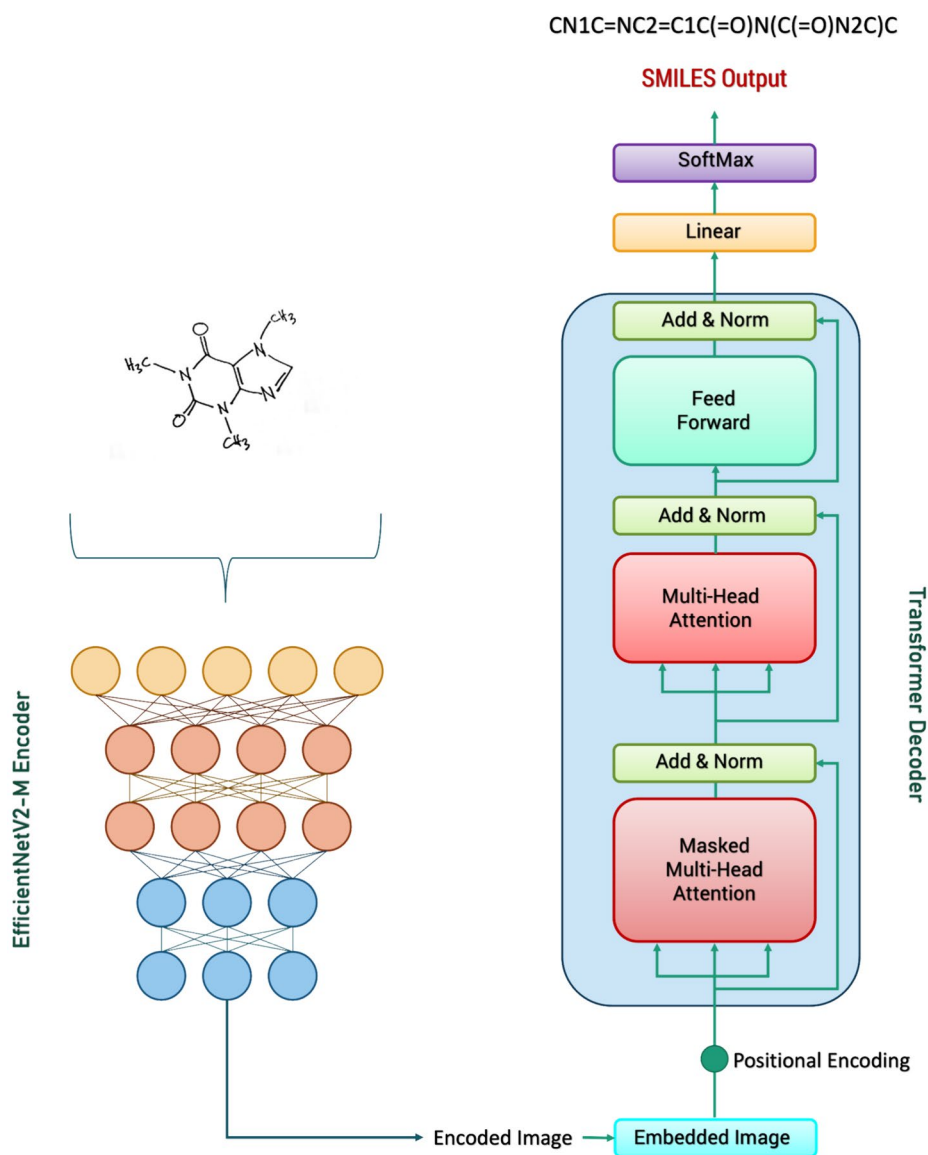 CN1C=NC2=C1C(=O)N(C(=O)N2C)C
SMILES Output
SoftMax
Linear
Add & Norm
Feed
Forward
Add & Norm
Multi-Head
Attention
Add & Norm
Masked
Multi-Head
Attention
Transformer Decoder
Positional Encoding
Embedded Image
Encoded Image
EfficientNetV2-M Encoder
O
CH3
N
H3C
N
N
O
N
CH3